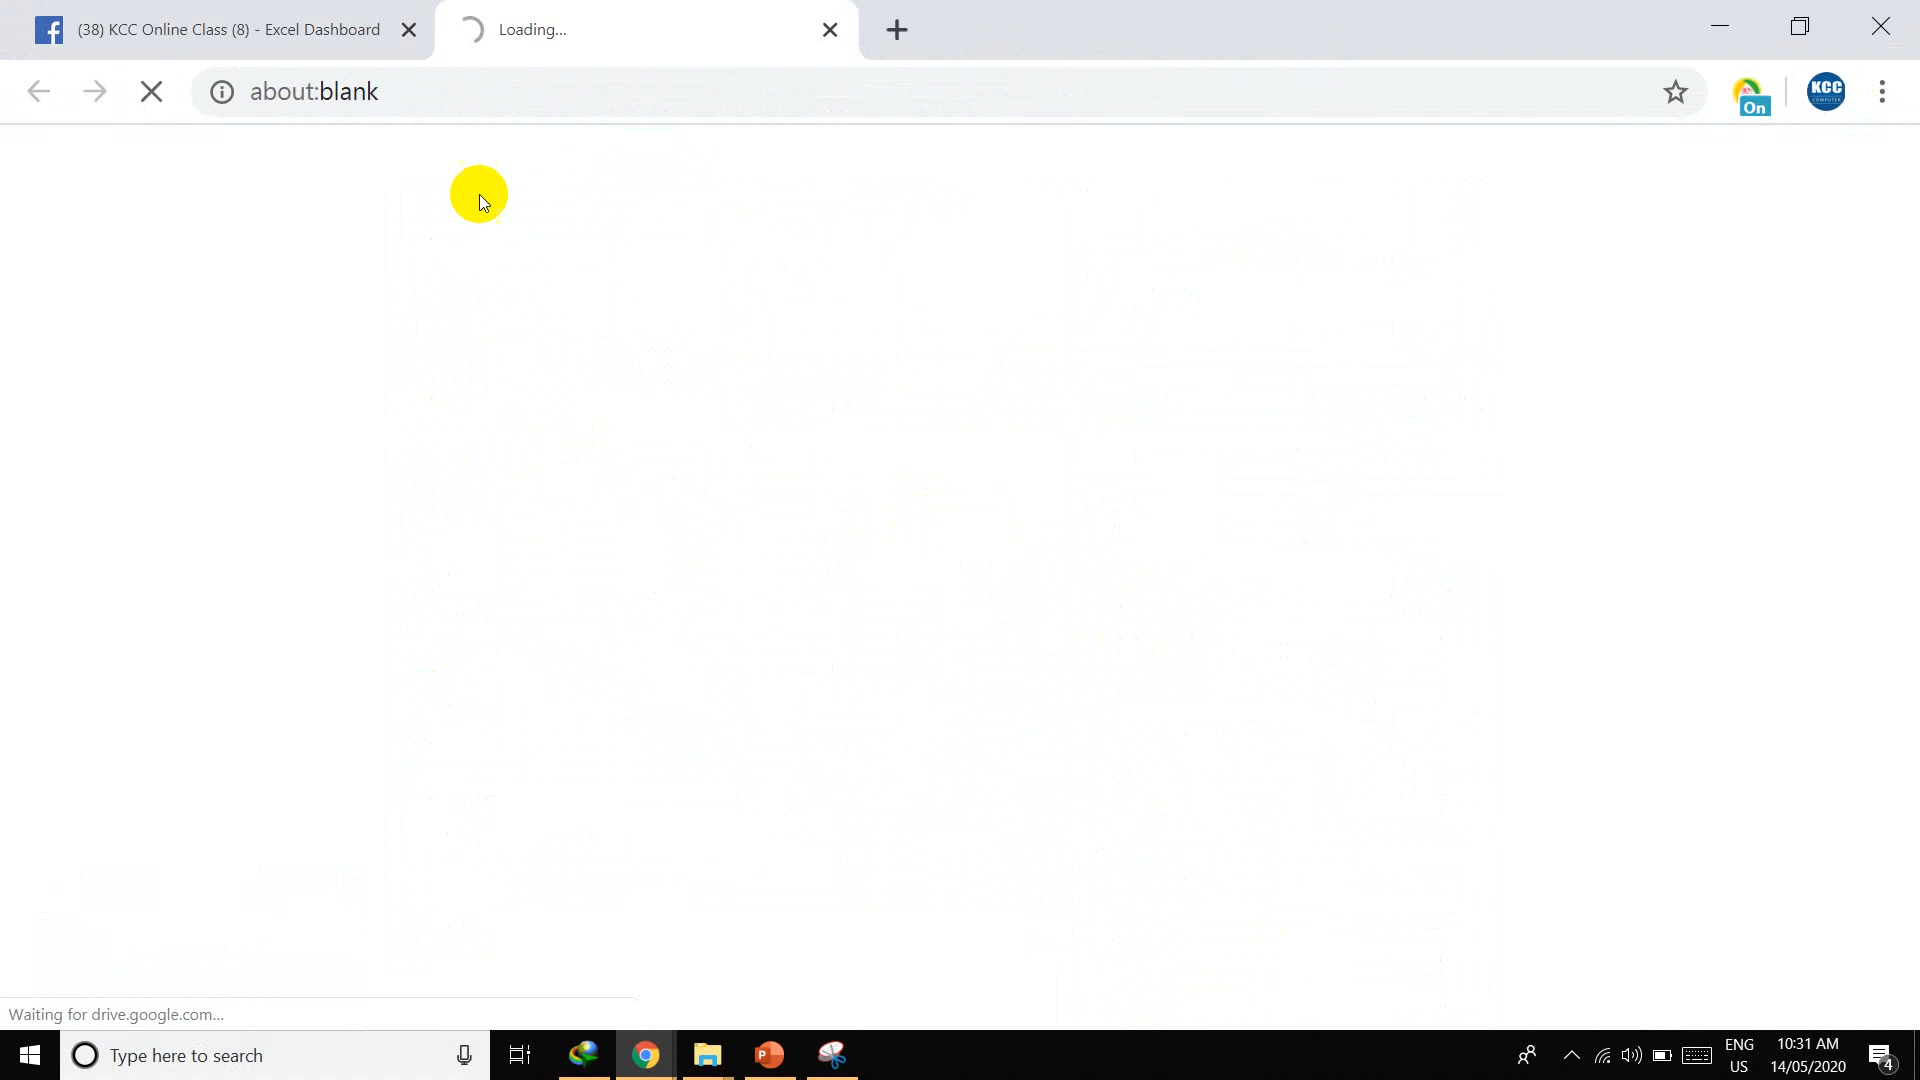 (38) KCC Online Class (8) - Excel Dashboard
Loading...
about:blank
On
KCC
COMPUTER
Waiting for drive.google.com...
Type here to search
P
ENG
US
10:31 AM
14/05/2020
4